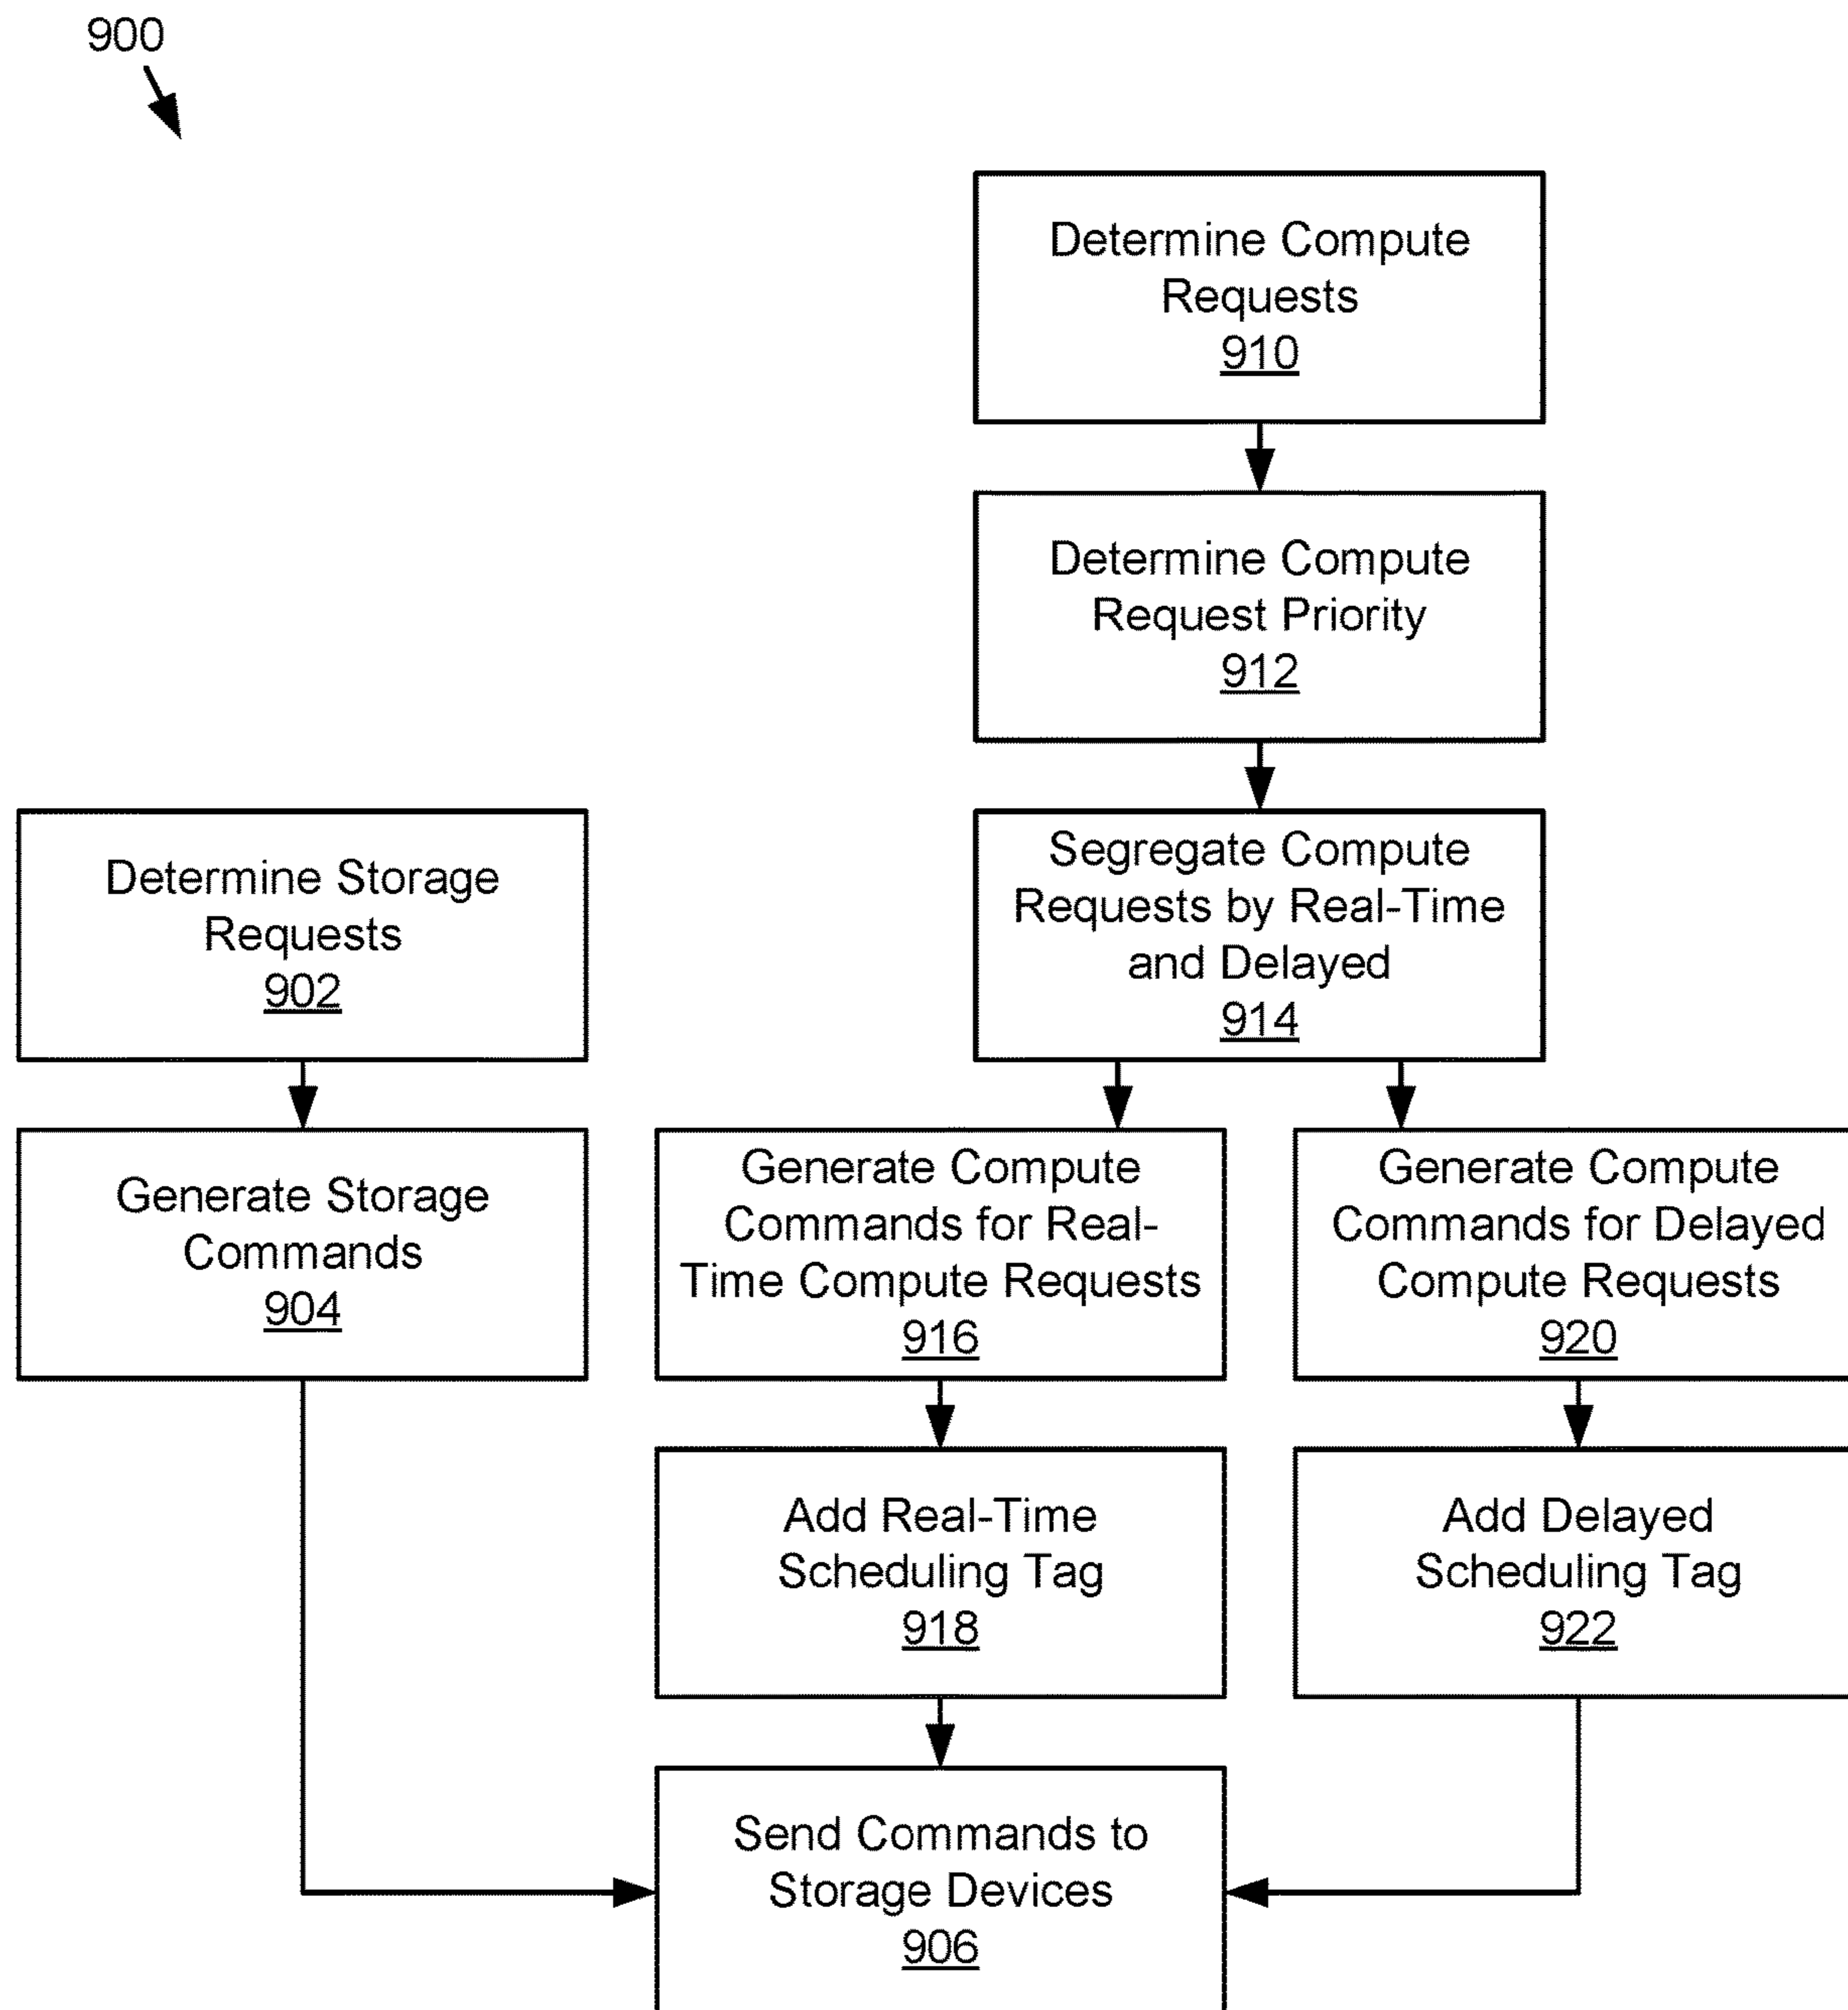 900
Determine Compute
Requests
910
Determine Compute
Request Priority
912
Segregate Compute
Requests by Real-Time
and Delayed
914
Determine Storage
Requests
902
Generate Storage
Commands
904
Generate Compute
Commands for Real-
Time Compute Requests
916
Generate Compute
Commands for Delayed
Compute Requests
920
Add Real-Time
Scheduling Tag
918
Add Delayed
Scheduling Tag
922
Send Commands to
Storage Devices
906